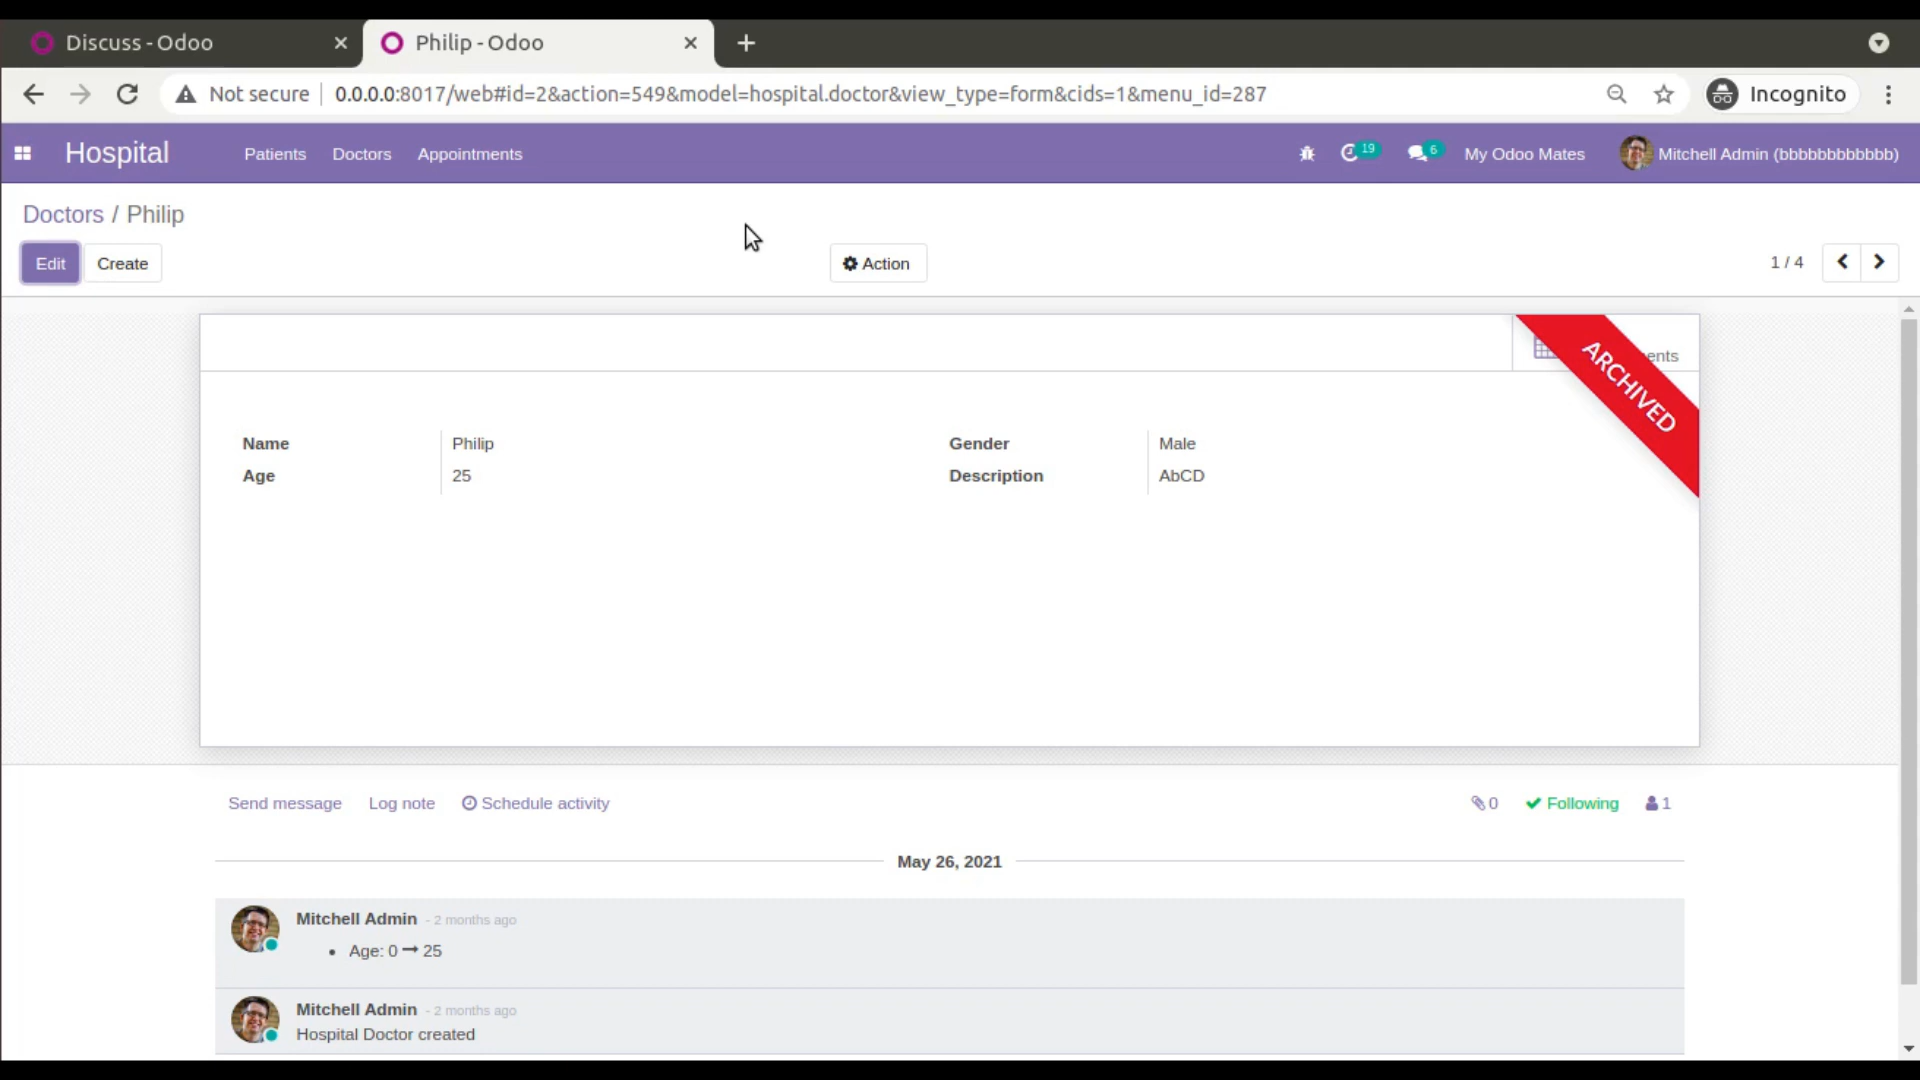 Discuss - Odoo
Philip - Odoo
Not secure
0.0.0.0:8017/web#id=2&action=549&model=hospital.doctor&view_type=form&cids=1&menu_id=287
Incognito
Hospital
Patients
Doctors
Appointments
19
6
My Odoo Mates
Mitchell Admin (bbbbbbbbbbbb)
Doctors / Philip
Edit
Create
Action
1 / 4
ents
ARCHIVED
Name
Philip
Gender
Male
Age
25
Description
AbCD
Send message
Log note
Schedule activity
0
Following
1
May 26, 2021
Mitchell Admin - 2 months ago
• Age: 0 → 25
Mitchell Admin - 2 months ago
Hospital Doctor created